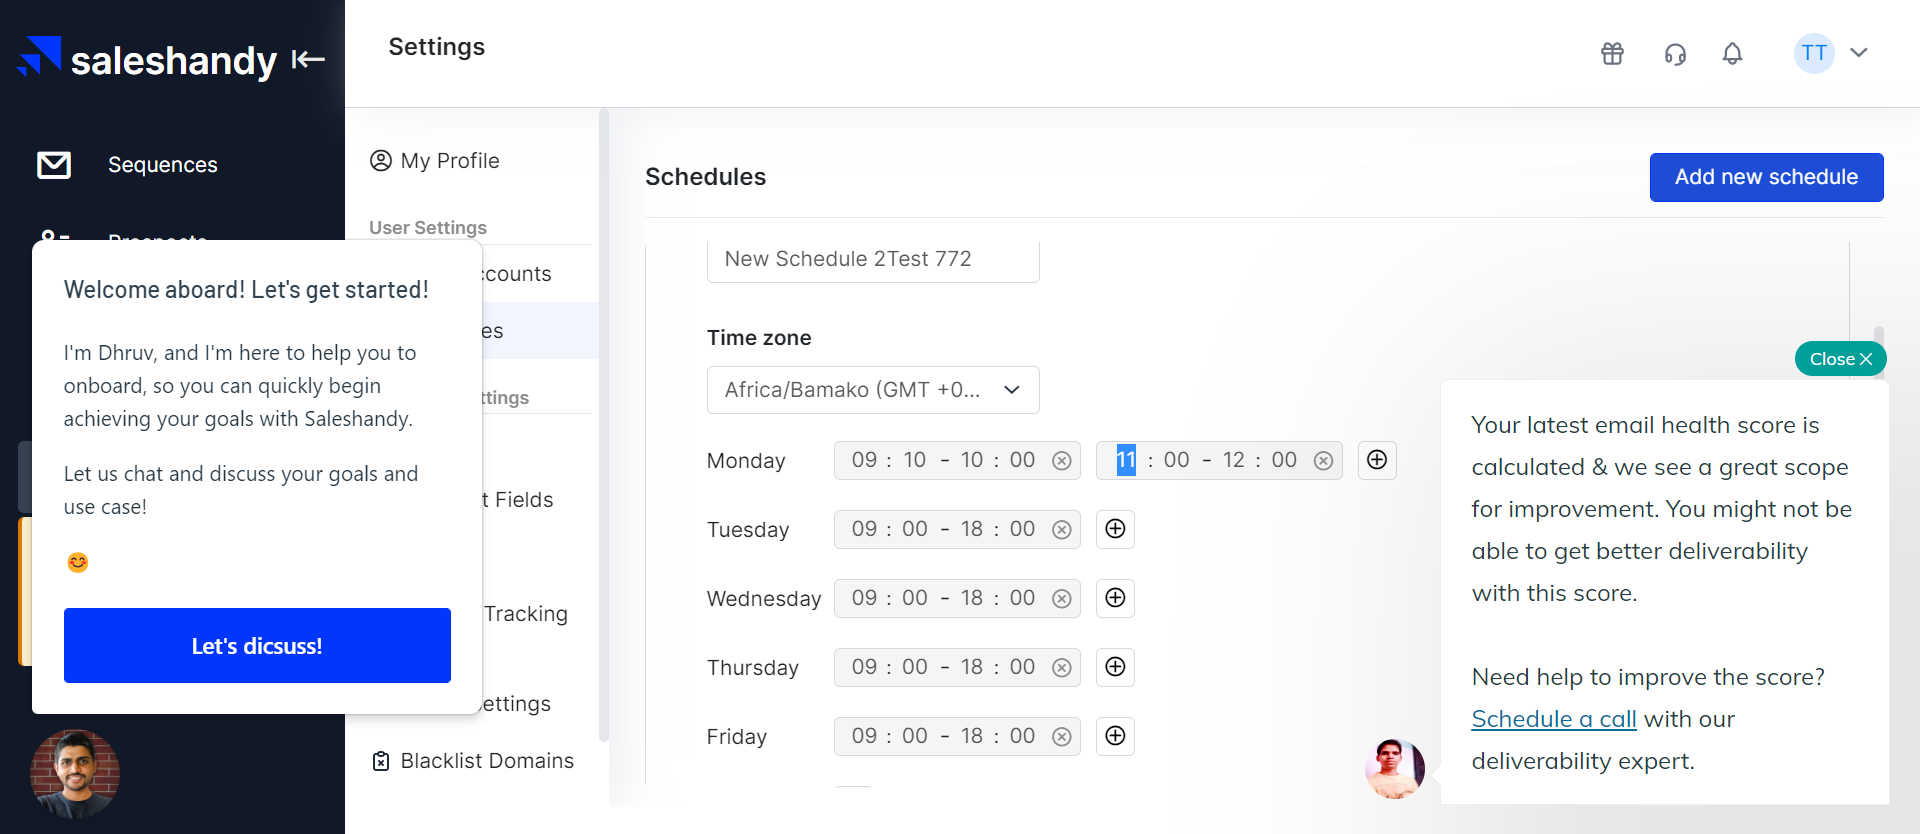 saleshandy
Settings
TT
Sequences
Prospects
My Profile
User Settings
ccounts
es
ttings
t Fields
Tracking
ettings
Blacklist Domains
Welcome aboard! Let's get started!
I'm Dhruv, and I'm here to help you to
onboard, so you can quickly begin
achieving your goals with Saleshandy.
Let us chat and discuss your goals and
use case!
Let's dicsuss!
Schedules
Add new schedule
New Schedule 2Test 772
Time zone
Africa/Bamako (GMT +0...
Monday 09 : 10 - 10 : 00 11 : 00 - 12 : 00
Tuesday 09 : 00 - 18 : 00
Wednesday 09 : 00 - 18 : 00
Thursday 09 : 00 - 18 : 00
Friday 09 : 00 - 18 : 00
Close
Your latest email health score is
calculated & we see a great scope
for improvement. You might not be
able to get better deliverability
with this score.
Need help to improve the score?
Schedule a call with our
deliverability expert.